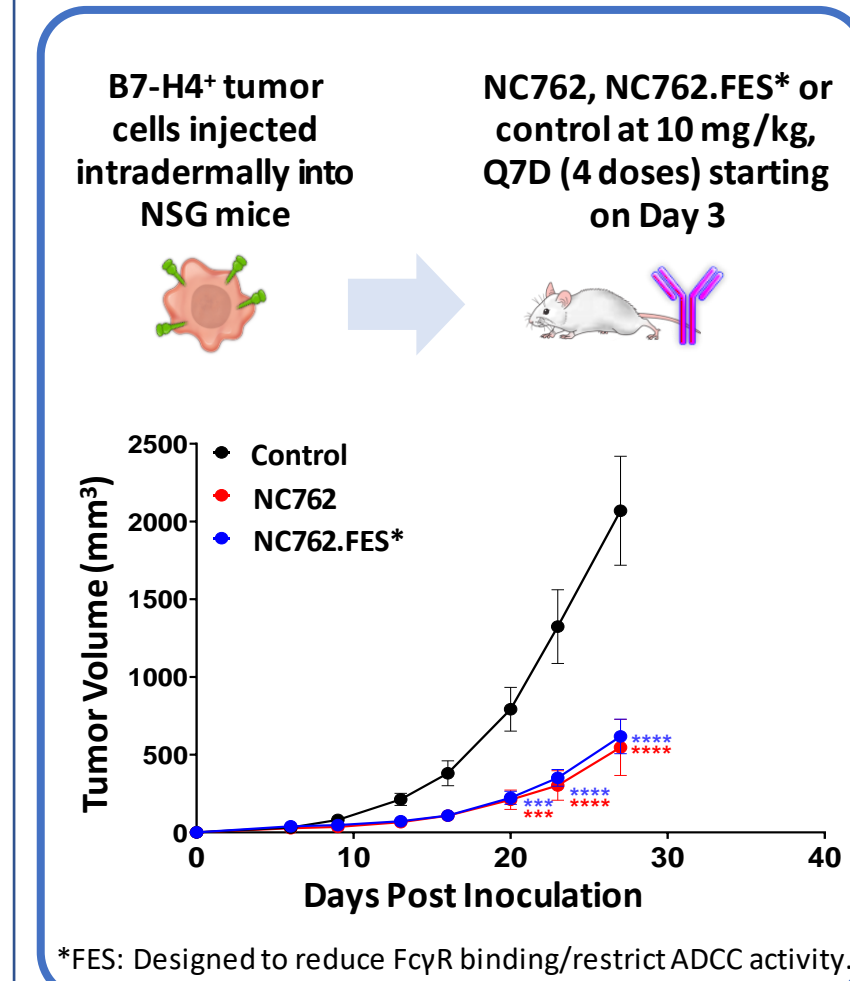 B7-H4⁺ tumor
cells injected
intradermally into
NSG mice
NC762, NC762.FES* or
control at 10 mg/kg,
Q7D (4 doses) starting
on Day 3
2500
2000
1500
1000
500
0
Tumor Volume (mm³)
Control
NC762
NC762.FES*
***
***
****
****
****
****
0
10
20
30
40
Days Post Inoculation
*FES: Designed to reduce FcγR binding/restrict ADCC activity.